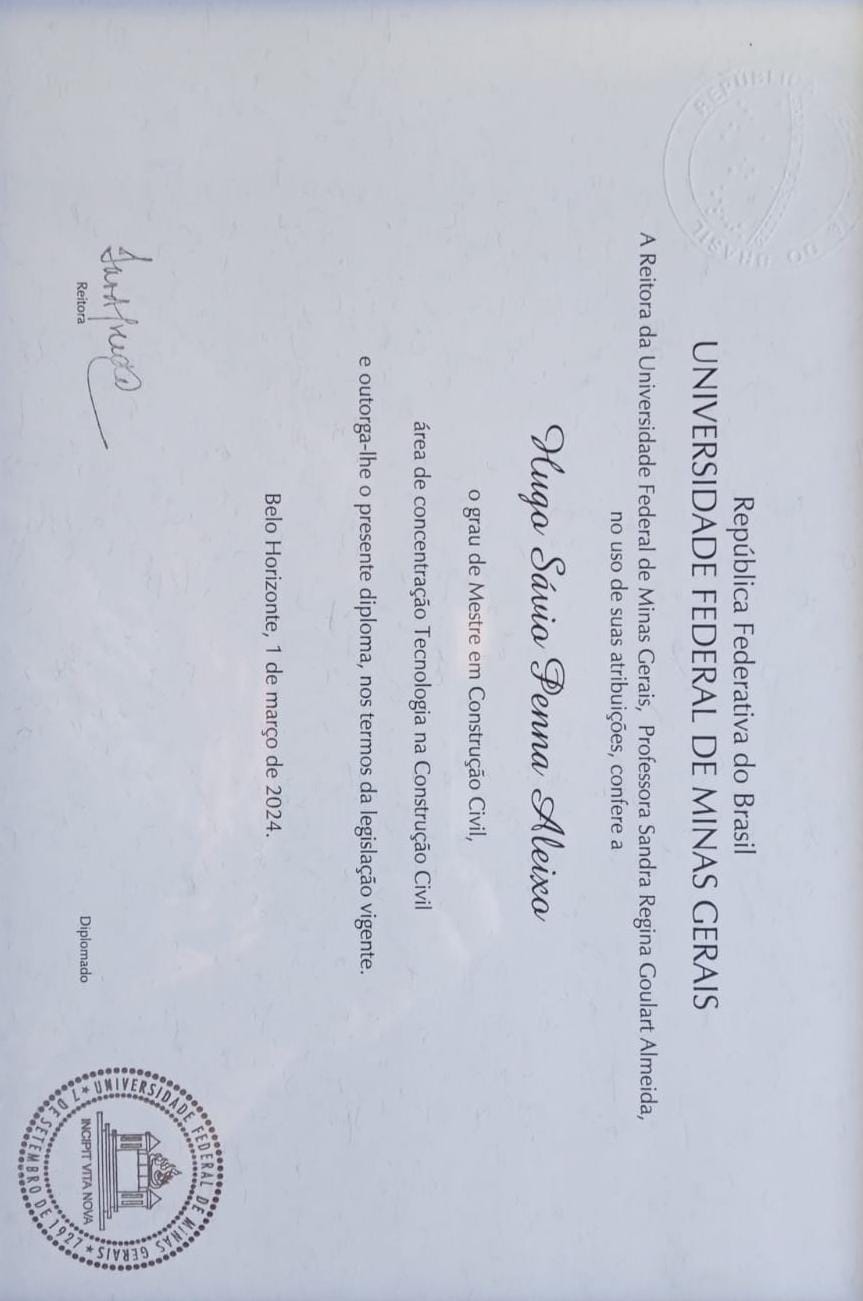 REPÚBLICA DO BRASIL
República Federativa do Brasil
UNIVERSIDADE FEDERAL DE MINAS GERAIS
A Reitora da Universidade Federal de Minas Gerais, Professora Sandra Regina Goulart Almeida,
no uso de suas atribuições, confere a
Hugo Sávio Penna Aleixo
o grau de Mestre em Construção Civil,
área de concentração Tecnologia na Construção Civil
e outorga-lhe o presente diploma, nos termos da legislação vigente.
Belo Horizonte, 1 de março de 2024.
Reitora
Diplomado
UNIVERSIDADE FEDERAL DE MINAS GERAIS
* 7 DE SETEMBRO DE 1927 *
INCIPIT VITA NOVA